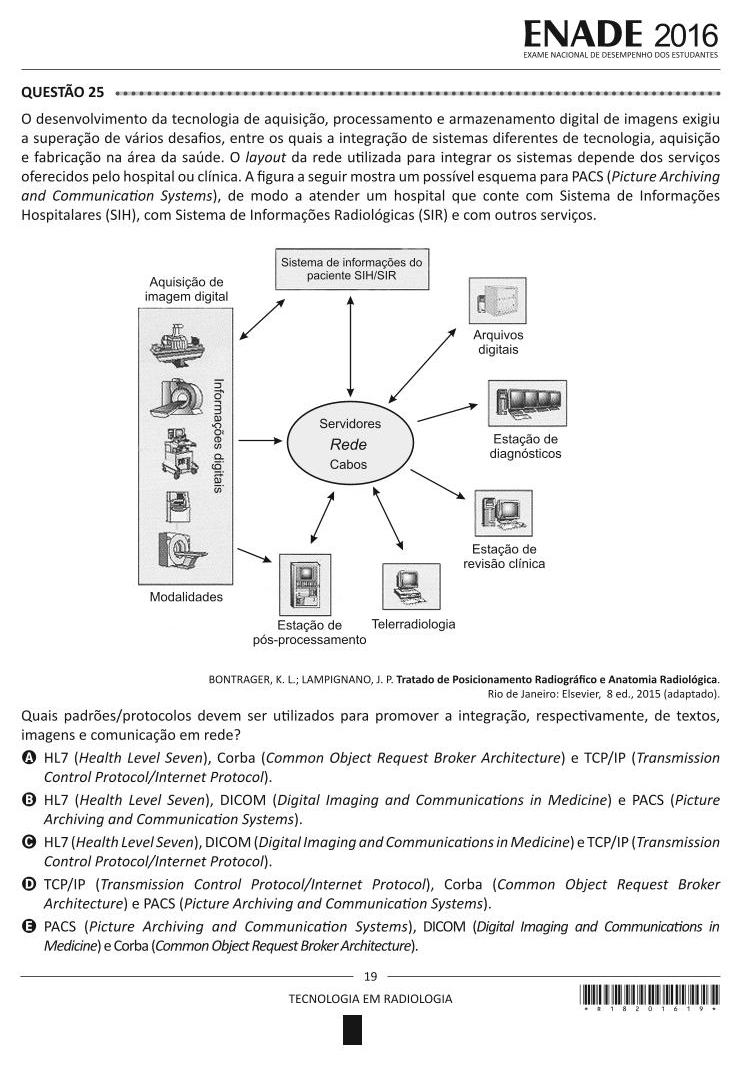 ENADE 2016
EXAME NACIONAL DE DESEMPENHO DOS ESTUDANTES
QUESTÃO 25
O desenvolvimento da tecnologia de aquisição, processamento e armazenamento digital de imagens exigiu
a superação de vários desafios, entre os quais a integração de sistemas diferentes de tecnologia, aquisição
e fabricação na área da saúde. O layout da rede utilizada para integrar os sistemas depende dos serviços
oferecidos pelo hospital ou clínica. A figura a seguir mostra um possível esquema para PACS (Picture Archiving
and Communication Systems), de modo a atender um hospital que conte com Sistema de Informações
Hospitalares (SIH), com Sistema de Informações Radiológicas (SIR) e com outros serviços.
Sistema de informações do
paciente SIH/SIR
Aquisição de
imagem digital
Informações digitais
Modalidades
Servidores
Rede
Cabos
Arquivos
digitais
Estação de
diagnósticos
Estação de
revisão clínica
Telerradiologia
Estação de
pós-processamento
BONTRAGER, K. L.; LAMPIGNANO, J. P. Tratado de Posicionamento Radiográfico e Anatomia Radiológica.
Rio de Janeiro: Elsevier, 8 ed., 2015 (adaptado).
Quais padrões/protocolos devem ser utilizados para promover a integração, respectivamente, de textos,
imagens e comunicação em rede?
A HL7 (Health Level Seven), Corba (Common Object Request Broker Architecture) e TCP/IP (Transmission
Control Protocol/Internet Protocol).
B HL7 (Health Level Seven), DICOM (Digital Imaging and Communications in Medicine) e PACS (Picture
Archiving and Communication Systems).
C HL7 (Health Level Seven), DICOM (Digital Imaging and Communications in Medicine) e TCP/IP (Transmission
Control Protocol/Internet Protocol).
D TCP/IP (Transmission Control Protocol/Internet Protocol), Corba (Common Object Request Broker
Architecture) e PACS (Picture Archiving and Communication Systems).
E PACS (Picture Archiving and Communication Systems), DICOM (Digital Imaging and Communications in
Medicine) e Corba (Common Object Request Broker Architecture).
19
TECNOLOGIA EM RADIOLOGIA
* R 1 8 2 0 1 6 1 9 *